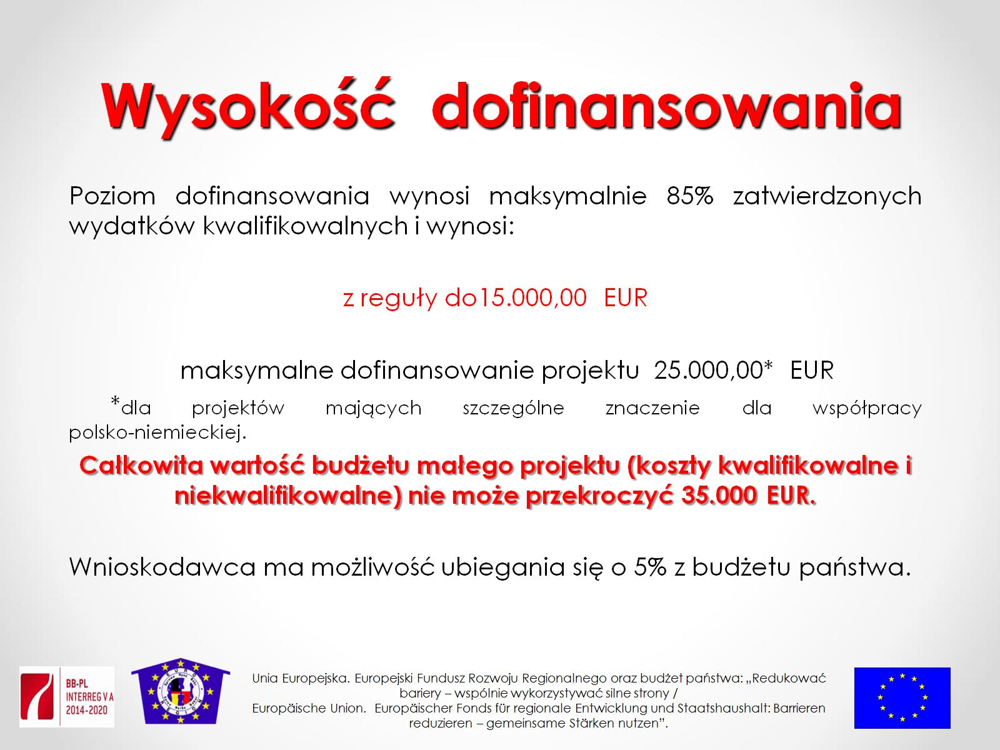 Wysokość dofinansowania
Poziom dofinansowania wynosi maksymalnie 85% zatwierdzonych
wydatków kwalifikowalnych i wynosi:
z reguły do15.000,00 EUR
maksymalne dofinansowanie projektu 25.000,00* EUR
*dla projektów mających szczególne znaczenie dla współpracy
polsko-niemieckiej.
Całkowita wartość budżetu małego projektu (koszty kwalifikowalne i
niekwalifikowalne) nie może przekroczyć 35.000 EUR.
Wnioskodawca ma możliwość ubiegania się o 5% z budżetu państwa.
BB-PL
INTERREG V A
2014-2020
EURO
REGION
Unia Europejska. Europejski Fundusz Rozwoju Regionalnego oraz budżet państwa: „Redukować
bariery – wspólnie wykorzystywać silne strony /
Europäische Union. Europäischer Fonds für regionale Entwicklung und Staatshaushalt: Barrieren
reduzieren – gemeinsame Stärken nutzen”.